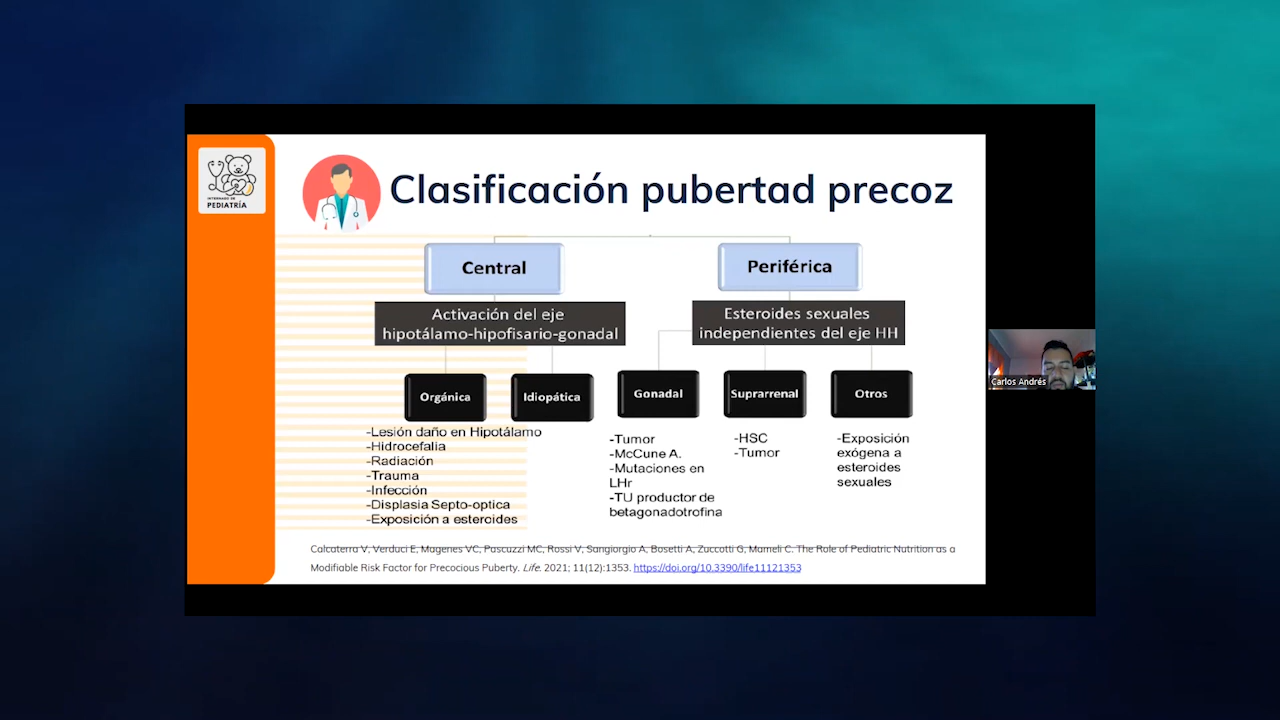 INTERNADO DE
PEDIATRÍA
Clasificación pubertad precoz
Central
Periférica
Activación del eje
hipotálamo-hipofisario-gonadal
Esteroides sexuales
independientes del eje HH
Orgánica
Idiopática
Gonadal
Suprarrenal
Otros
-Lesión daño en Hipotálamo
-Hidrocefalia
-Radiación
-Trauma
-Infección
-Displasia Septo-optica
-Exposición a esteroides
-Tumor
-McCune A.
-Mutaciones en
LHr
-TU productor de
betagonadotrofina
-HSC
-Tumor
-Exposición
exógena a
esteroides
sexuales
Calcaterra V, Verduci E, Magenes VC, Pascuzzi MC, Rossi V, Sangiorgio A, Bosetti A, Zuccotti G, Mameli C. The Role of Pediatric Nutrition as a
Modifiable Risk Factor for Precocious Puberty. Life. 2021; 11(12):1353. https://doi.org/10.3390/life11121353
Carlos Andrés